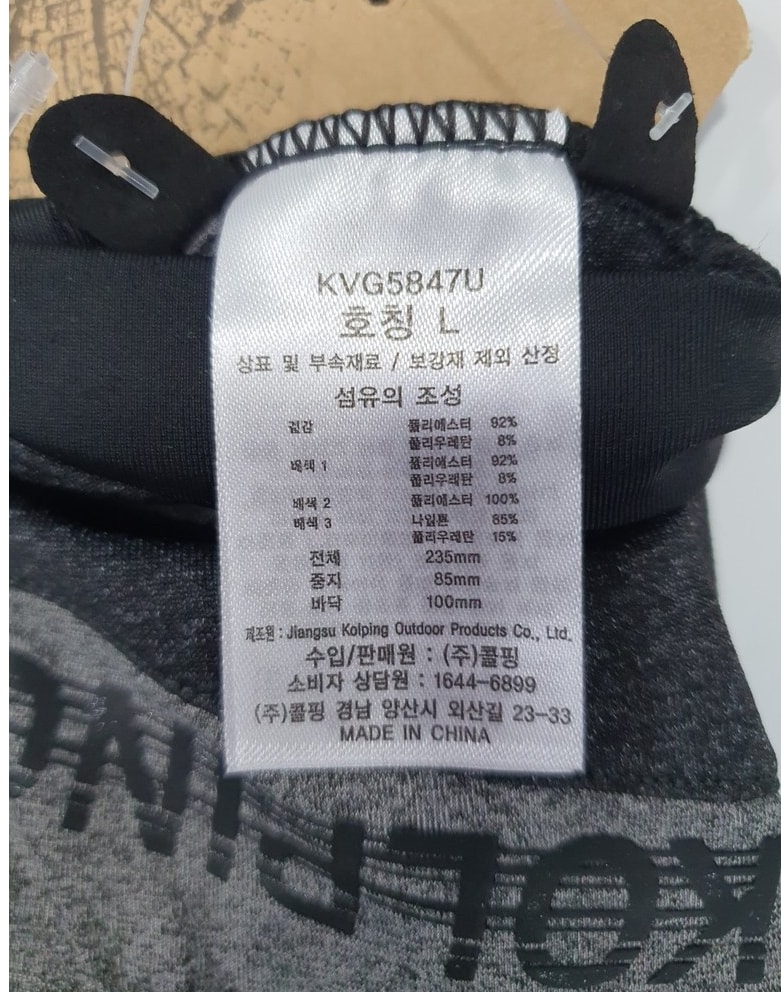 KVG5847U
호칭 L
상표 및 부속재료 / 보강재 제외 산정
섬유의 조성
겉감 폴리에스터 92%
폴리우레탄 8%
배색 1 폴리에스터 92%
폴리우레탄 8%
배색 2 폴리에스터 100%
배색 3 나일론 85%
폴리우레탄 15%
전체 235mm
중지 85mm
바닥 100mm
제조원 : Jiangsu Kolping Outdoor Products Co., Ltd.
수입/판매원 : (주)콜핑
소비자 상담원 : 1644-6899
(주)콜핑 경남 양산시 외산길 23-33
MADE IN CHINA
KOLPING